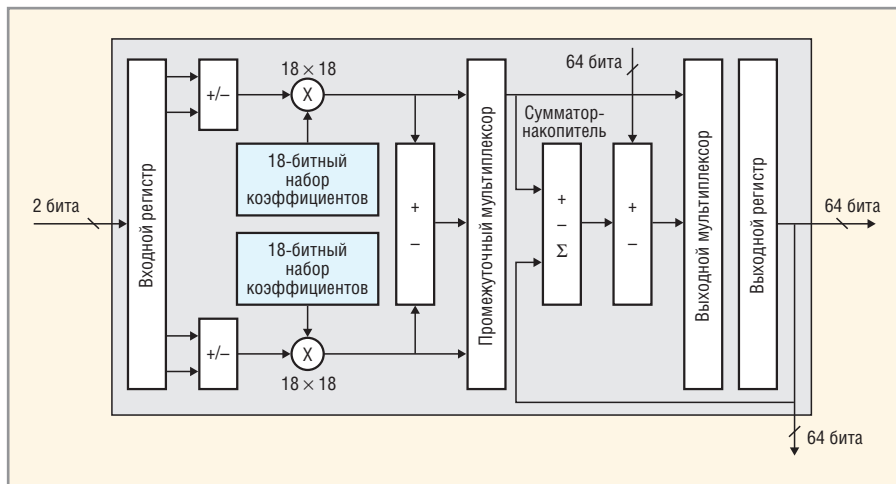 18 × 18
64 бита
+/–
X
Сумматор-
накопитель
18-битный
набор
коэффициентов
2 бита
Входной регистр
+
–
Промежуточный мультиплексор
+
–
Σ
+
–
Выходной мультиплексор
Выходной регистр
64 бита
18-битный
набор
коэффициентов
+/–
X
18 × 18
64 бита